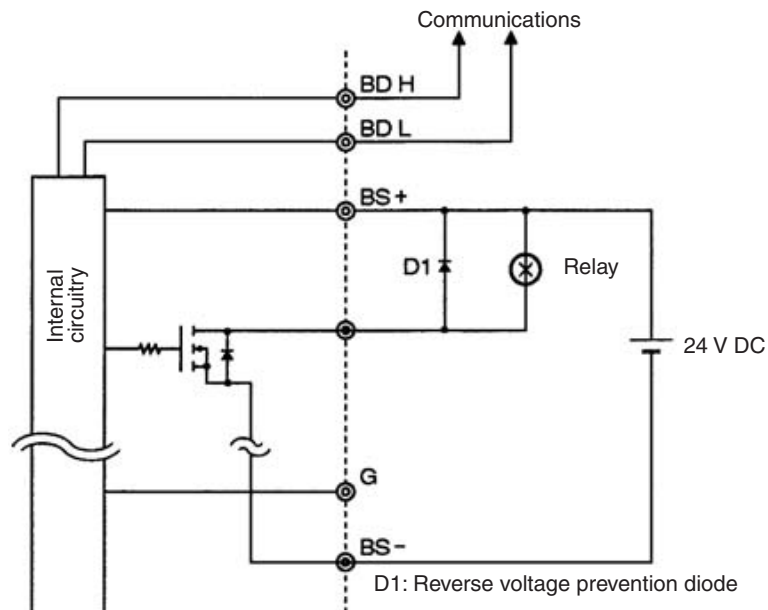 Communications
BD H
BD L
BS+
D1
Relay
Internal
circuitry
24 V DC
G
BS-
D1: Reverse voltage prevention diode